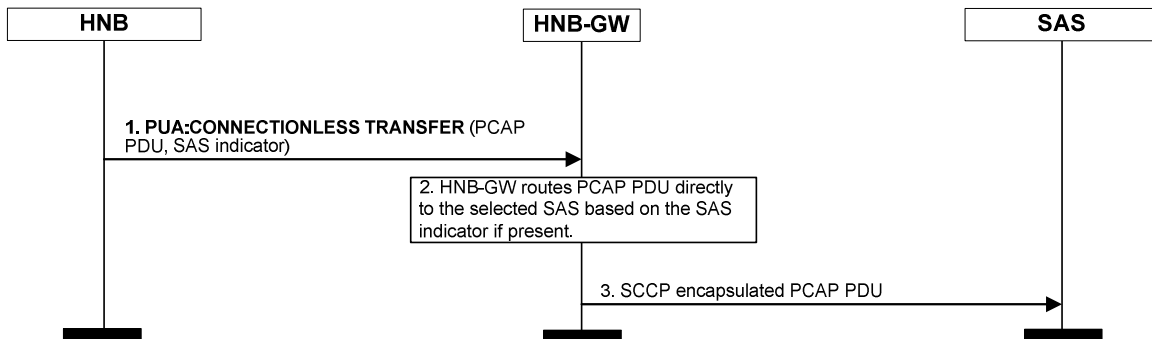 HNB
HNB-GW
SAS
1. PUA:CONNECTIONLESS TRANSFER (PCAP
PDU, SAS indicator)
2. HNB-GW routes PCAP PDU directly
to the selected SAS based on the SAS
indicator if present.
3. SCCP encapsulated PCAP PDU